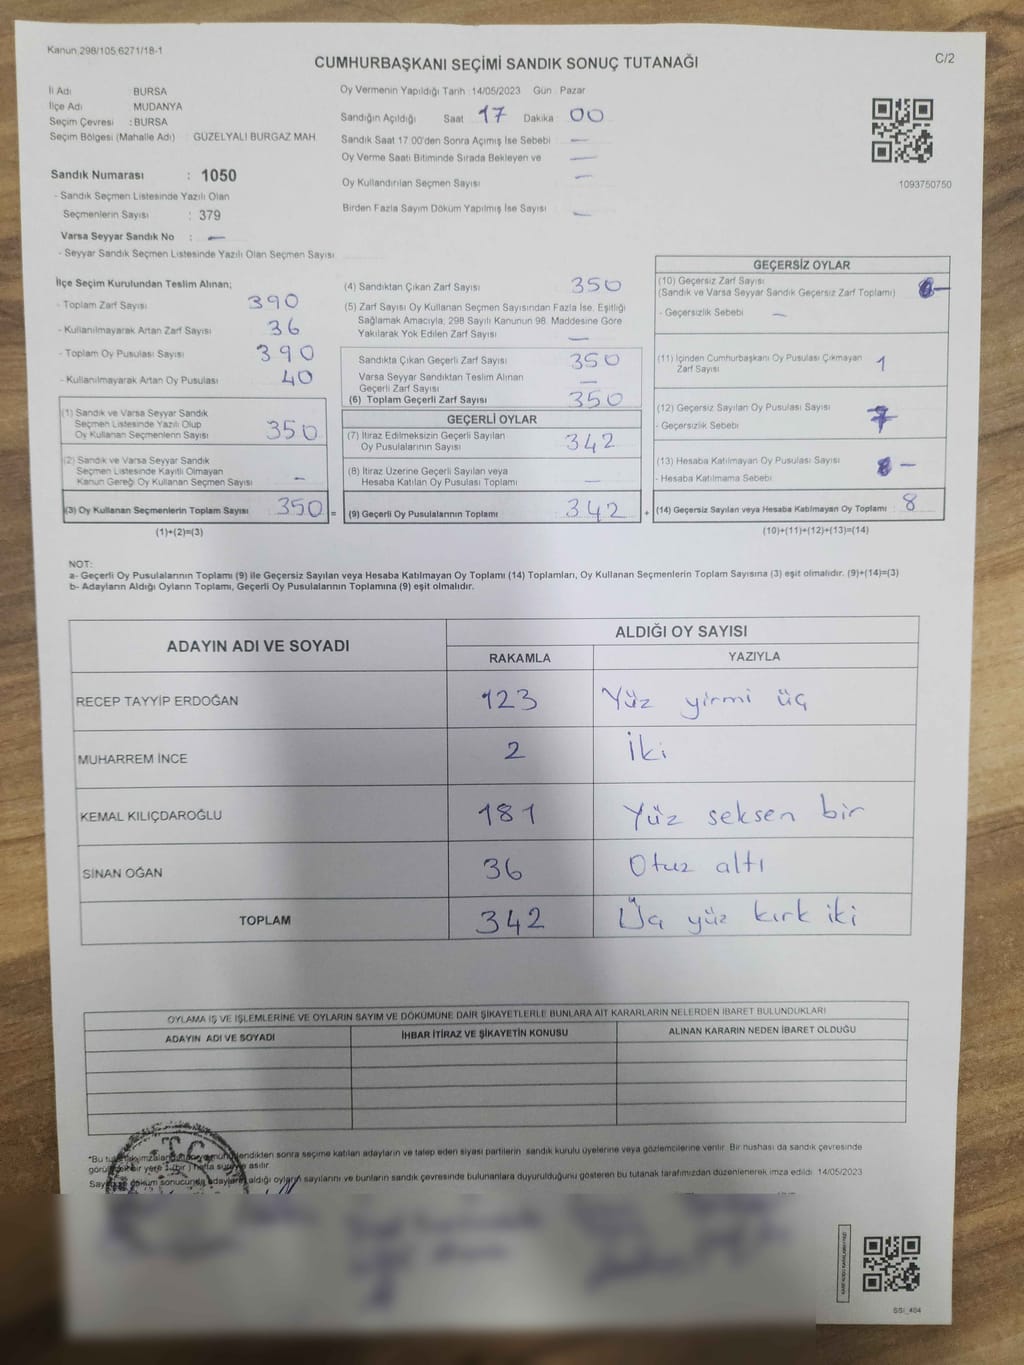 Kanun 298/105.6271/18-1
C/2
CUMHURBAŞKANI SEÇİMİ SANDIK SONUÇ TUTANAĞI
İl Adı BURSA
İlçe Adı MUDANYA
Seçim Çevresi : BURSA
Seçim Bölgesi (Mahalle Adı) GÜZELYALI BURGAZ MAH.
Sandık Numarası : 1050
- Sandık Seçmen Listesinde Yazılı Olan
Seçmenlerin Sayısı : 379
Varsa Seyyar Sandık No : —
- Seyyar Sandık Seçmen Listesinde Yazılı Olan Seçmen Sayısı
Oy Vermenin Yapıldığı Tarih 14/05/2023 Gün : Pazar
Sandığın Açıldığı Saat 17 Dakika 00
Sandık Saat 17.00'den Sonra Açımış İse Sebebi —
Oy Verme Saati Bitiminde Sırada Bekleyen ve —
Oy Kullandırılan Seçmen Sayısı —
Birden Fazla Sayım Döküm Yapılmış İse Sayısı —
1093750750
İlçe Seçim Kurulundan Teslim Alınan;
- Toplam Zarf Sayısı 390
- Kullanılmayarak Artan Zarf Sayısı 36
- Toplam Oy Pusulası Sayısı 390
- Kullanılmayarak Artan Oy Pusulası 40
(1) Sandık ve Varsa Seyyar Sandık
Seçmen Listesinde Yazılı Olup
Oy Kullanan Seçmenlerin Sayısı 350
(2) Sandık ve Varsa Seyyar Sandık
Seçmen Listesinde Kayıtlı Olmayan
Kanun Gereği Oy Kullanan Seçmen Sayısı —
(3) Oy Kullanan Seçmenlerin Toplam Sayısı 350 =
(1)+(2)=(3)
(4) Sandıktan Çıkan Zarf Sayısı 350
(5) Zarf Sayısı Oy Kullanan Seçmen Sayısından Fazla İse, Eşitliği
Sağlamak Amacıyla; 298 Sayılı Kanunun 98. Maddesine Göre
Yakılarak Yok Edilen Zarf Sayısı —
Sandıkta Çıkan Geçerli Zarf Sayısı 350
Varsa Seyyar Sandıktan Teslim Alınan
Geçerli Zarf Sayısı —
(6) Toplam Geçerli Zarf Sayısı 350
GEÇERLİ OYLAR
(7) İtiraz Edilmeksizin Geçerli Sayılan
Oy Pusulalarının Sayısı 342
(8) İtiraz Üzerine Geçerli Sayılan veya
Hesaba Katılan Oy Pusulası Toplamı —
(9) Geçerli Oy Pusulalarının Toplamı 342 +
GEÇERSİZ OYLAR
(10) Geçersiz Zarf Sayısı
(Sandık ve Varsa Seyyar Sandık Geçersiz Zarf Toplamı) —
- Geçersizlik Sebebi —
(11) İçinden Cumhurbaşkanı Oy Pusulası Çıkmayan
Zarf Sayısı 1
(12) Geçersiz Sayılan Oy Pusulası Sayısı 7
- Geçersizlik Sebebi
(13) Hesaba Katılmayan Oy Pusulası Sayısı —
- Hesaba Katılmama Sebebi
(14) Geçersiz Sayılan veya Hesaba Katılmayan Oy Toplamı 8
(10)+(11)+(12)+(13)=(14)
NOT:
a- Geçerli Oy Pusulalarının Toplamı (9) ile Geçersiz Sayılan veya Hesaba Katılmayan Oy Toplamı (14) Toplamları, Oy Kullanan Seçmenlerin Toplam Sayısına (3) eşit olmalıdır. (9)+(14)=(3)
b- Adayların Aldığı Oyların Toplamı, Geçerli Oy Pusulalarının Toplamına (9) eşit olmalıdır.
ADAYIN ADI VE SOYADI
ALDIĞI OY SAYISI
RAKAMLA YAZIYLA
RECEP TAYYİP ERDOĞAN 123 Yüz yirmi üç
MUHARREM İNCE 2 İki
KEMAL KILIÇDAROĞLU 181 Yüz seksen bir
SİNAN OĞAN 36 Otuz altı
TOPLAM 342 Üç yüz kırk iki
OYLAMA İŞ VE İŞLEMLERİNE VE OYLARIN SAYIM VE DÖKÜMÜNE DAİR ŞİKAYETLERLE BUNLARA AİT KARARLARIN NELERDEN İBARET BULUNDUKLARI
ADAYIN ADI VE SOYADI İHBAR İTİRAZ VE ŞİKAYETİN KONUSU ALINAN KARARIN NEDEN İBARET OLDUĞU
T.C.
*Bu sonra seçime katılan adayların ve talep eden siyasi partilerin sandık kurulu üyelerine veya gözlemcilerine verilir. Bir nüshası da sandık çevresinde
bir yere 1 (bir) hafta asılır.
döküm sonucunda adayların aldığı oyların sayılarını ve bunların sandık çevresinde bulunanlara duyurulduğunu gösteren bu tutanak tarafımızdan düzenlenerek imza edildi. 14/05/2023
SSİ_464